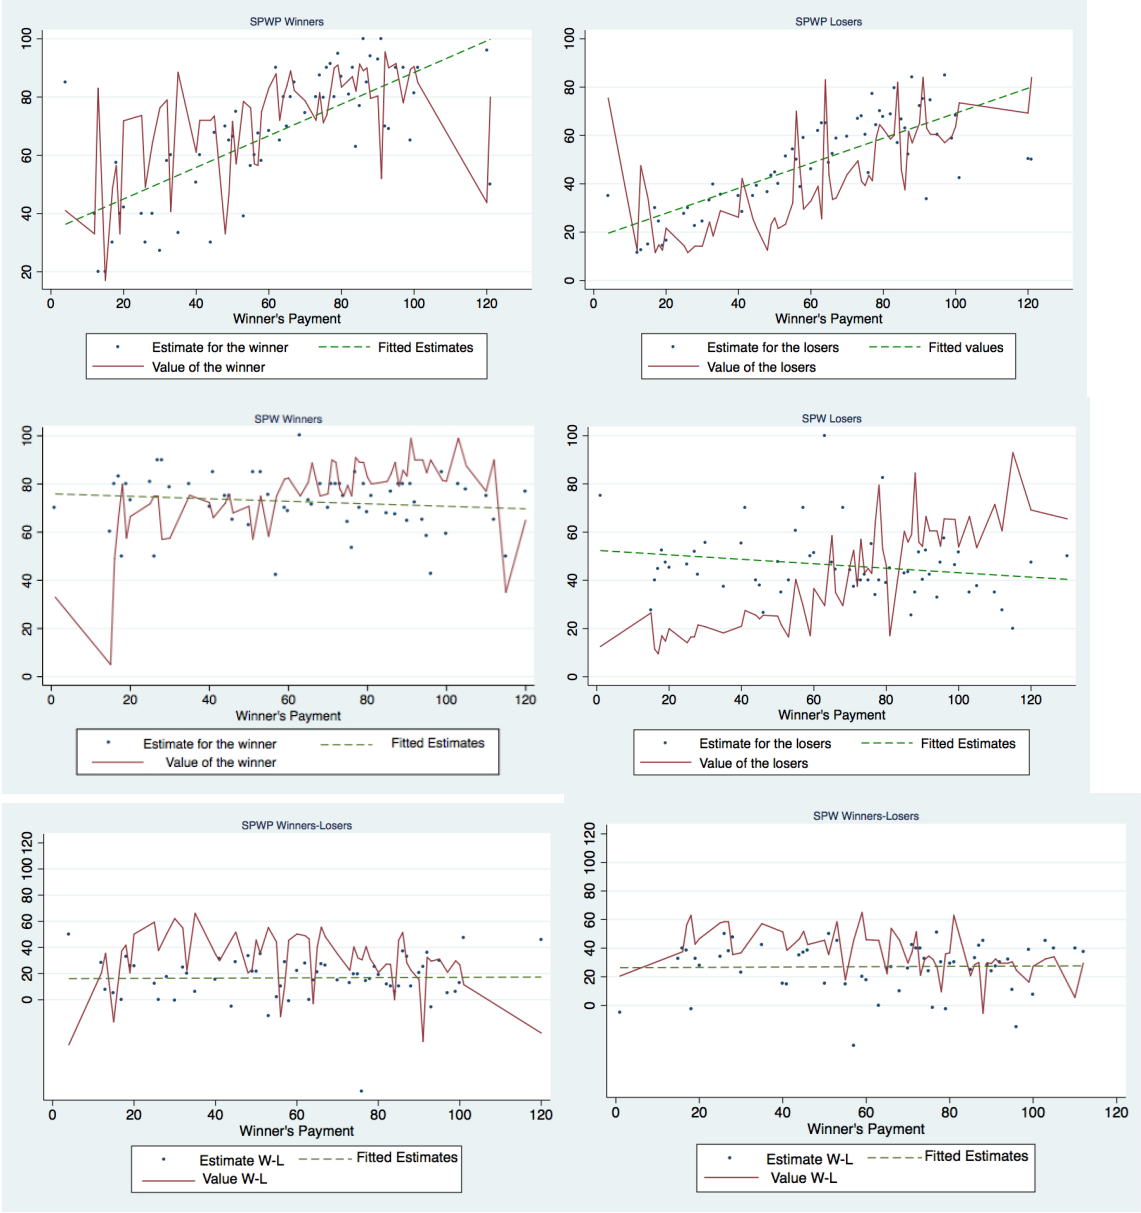 SPWP Winners
100
80
60
40
20
0 20 40 60 80 100 120
Winner's Payment
Estimate for the winner Fitted Estimates
Value of the winner
SPWP Losers
100
80
60
40
20
0
0 20 40 60 80 100 120
Winner's Payment
Estimate for the losers Fitted values
Value of the losers
SPW Winners
100
80
60
40
20
0
0 20 40 60 80 100 120
Winner's Payment
Estimate for the winner Fitted Estimates
Value of the winner
SPW Losers
100
80
60
40
20
0
0 20 40 60 80 100 120
Winner's Payment
Estimate for the losers Fitted Estimates
Value of the losers
SPWP Winners-Losers
120
100
80
60
40
20
0
0 20 40 60 80 100 120
Winner's Payment
Estimate W-L Fitted Estimates
Value W-L
SPW Winners-Losers
120
100
80
60
40
20
0
0 20 40 60 80 100 120
Winner's Payment
Estimate W-L Fitted Estimates
Value W-L